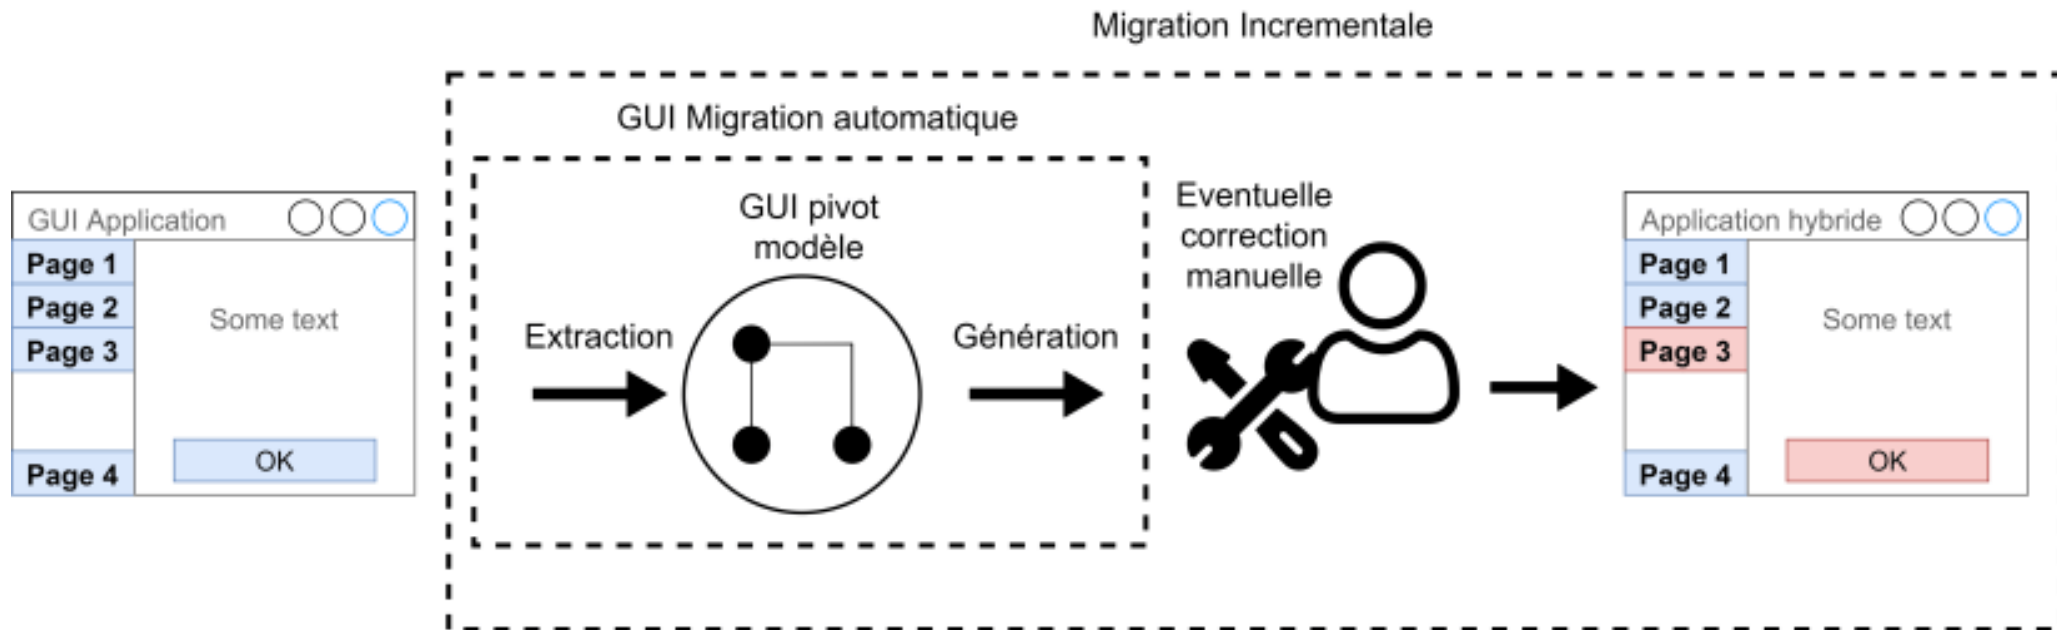 Migration Incrementale
GUI Migration automatique
GUI Application
Page 1
Page 2
Page 3
Page 4
Some text
OK
Extraction
GUI pivot
modèle
Génération
Eventuelle
correction
manuelle
Application hybride
Page 1
Page 2
Page 3
Page 4
Some text
OK